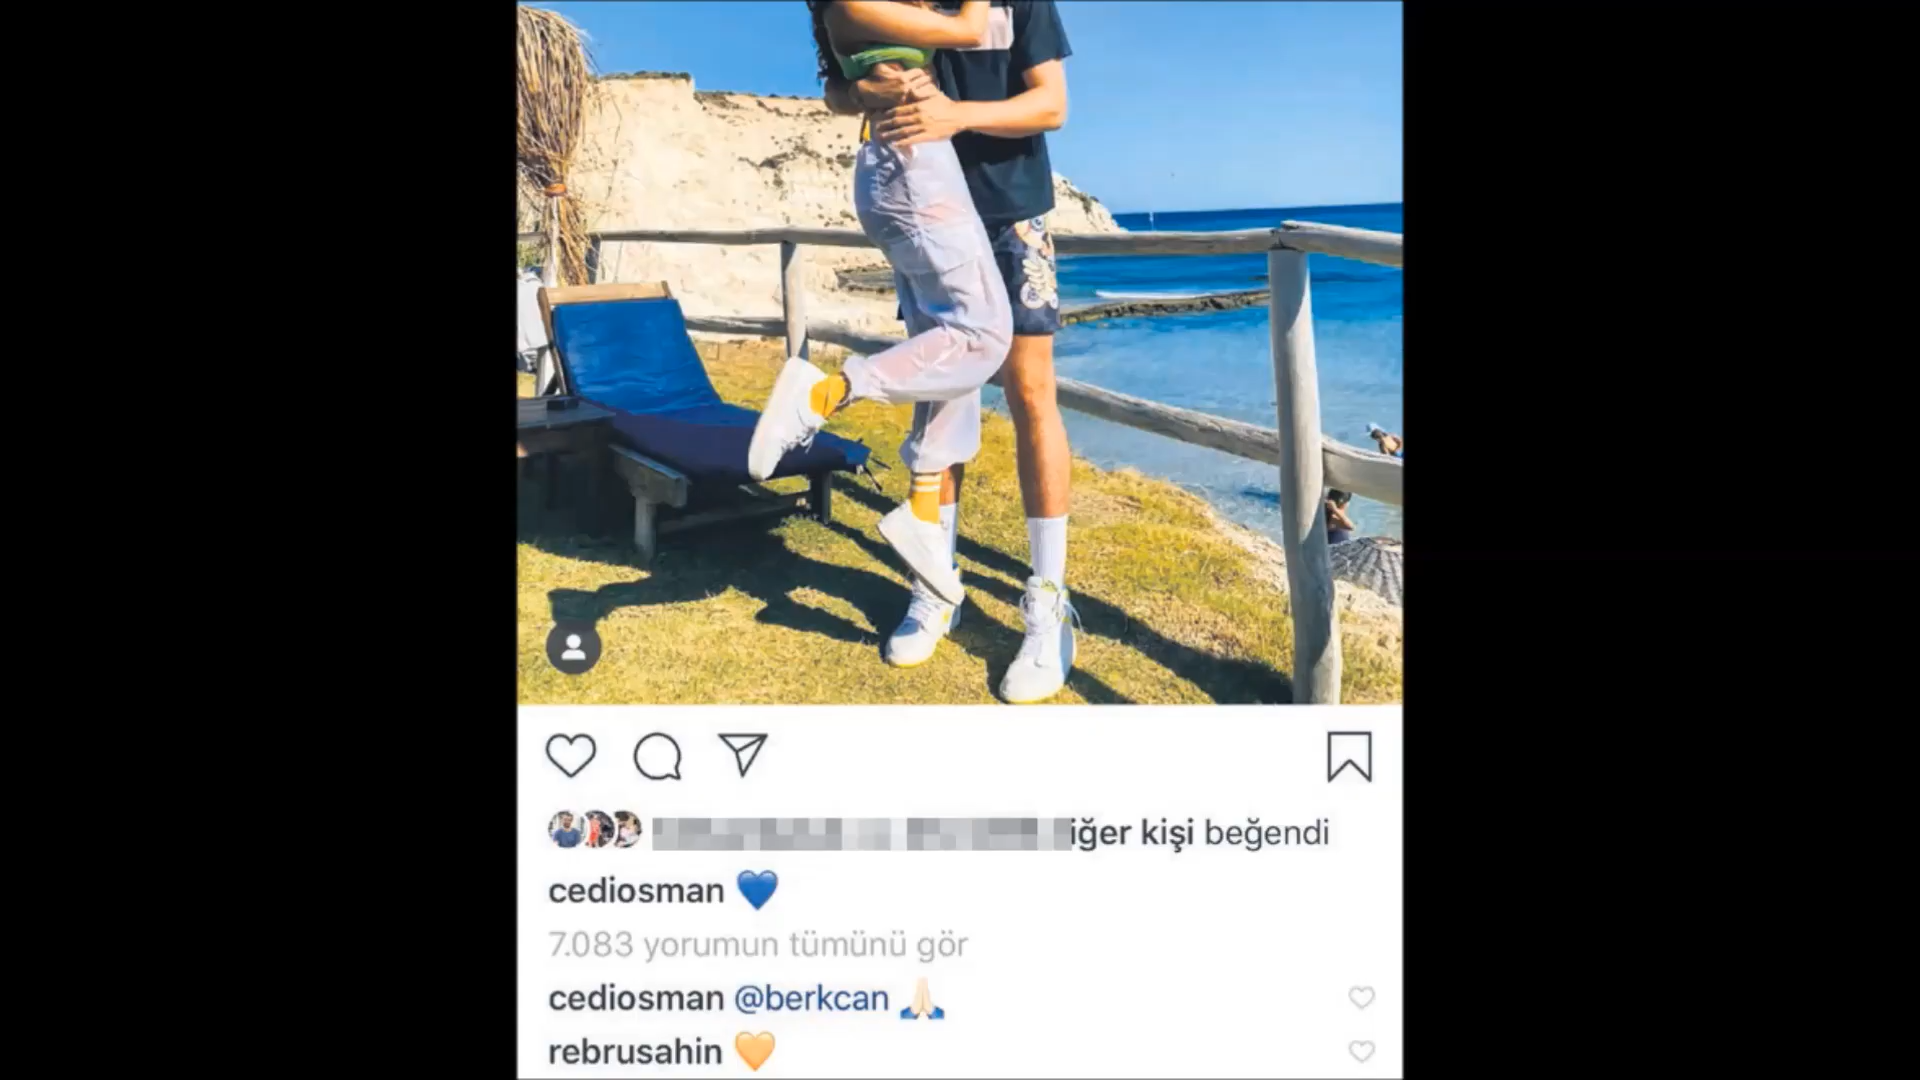 iğer kişi beğendi
cediosman 💙
7.083 yorumun tümünü gör
cediosman @berkcan 🙏🏻
rebrusahin 🧡